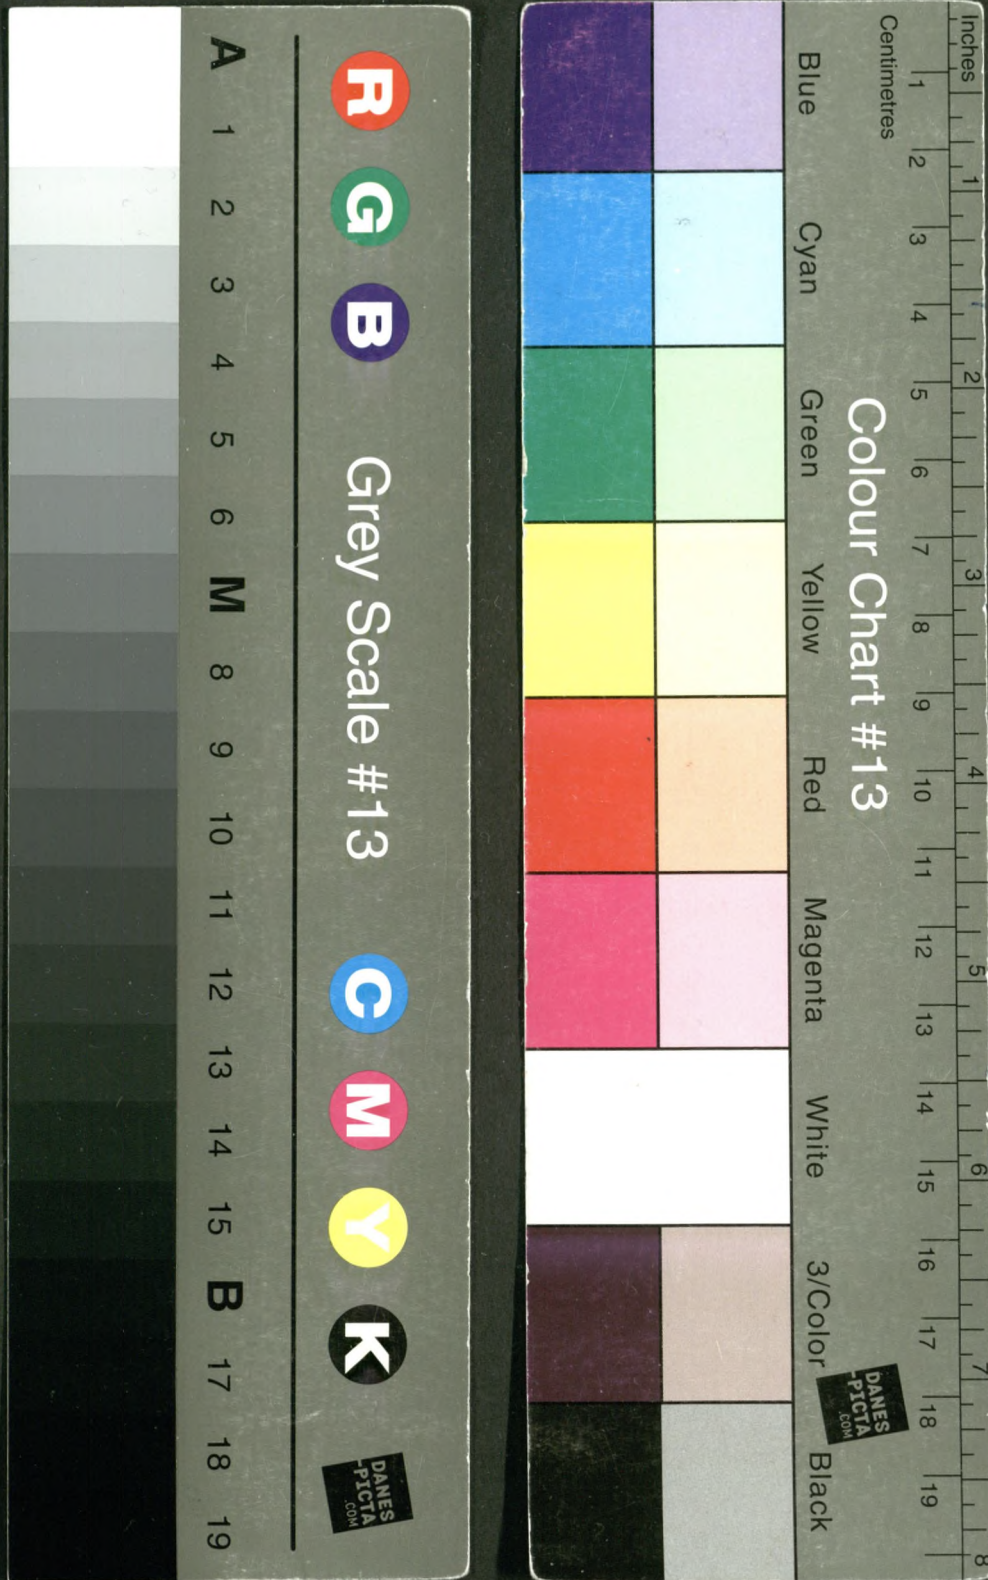 Inches
Centimetres
1 2 3 4 5 6 7 8
1 2 3 4 5 6 7 8 9 10 11 12 13 14 15 16 17 18 19
Colour Chart #13
DANES
-PICTA
.COM
Blue Cyan Green Yellow Red Magenta White 3/Color Black
R G B Grey Scale #13 C M Y K
DANES
-PICTA
.COM
A 1 2 3 4 5 6 M 8 9 10 11 12 13 14 15 B 17 18 19